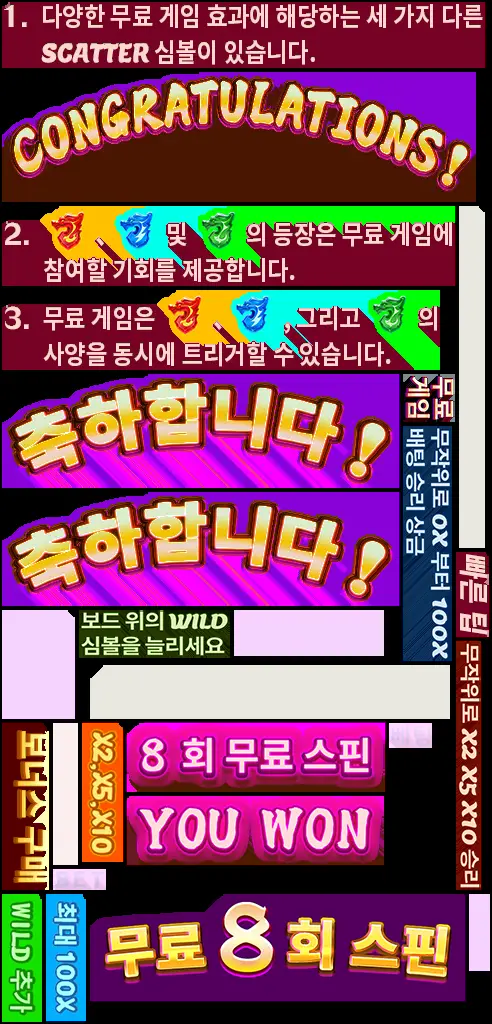 1. 다양한 무료 게임 효과에 해당하는 세 가지 다른
SCATTER 심볼이 있습니다.
CONGRATULATIONS!
2. 、 및 의 등장은 무료 게임에
참여할 기회를 제공합니다.
3. 무료 게임은 、 , 그리고 의
사양을 동시에 트리거할 수 있습니다.
축하합니다!
무료
게임
무작위로 0X 부터 100X
배팅 승리 상금
축하합니다!
빠른 팁
보드 위의 WILD
심볼을 늘리세요
무작위로 X2 X5 X10 승리
보너스구매
X2,X5,X10
8 회 무료 스핀
YOU WON
WILD 추가
최대 100X
무료 8 회 스핀